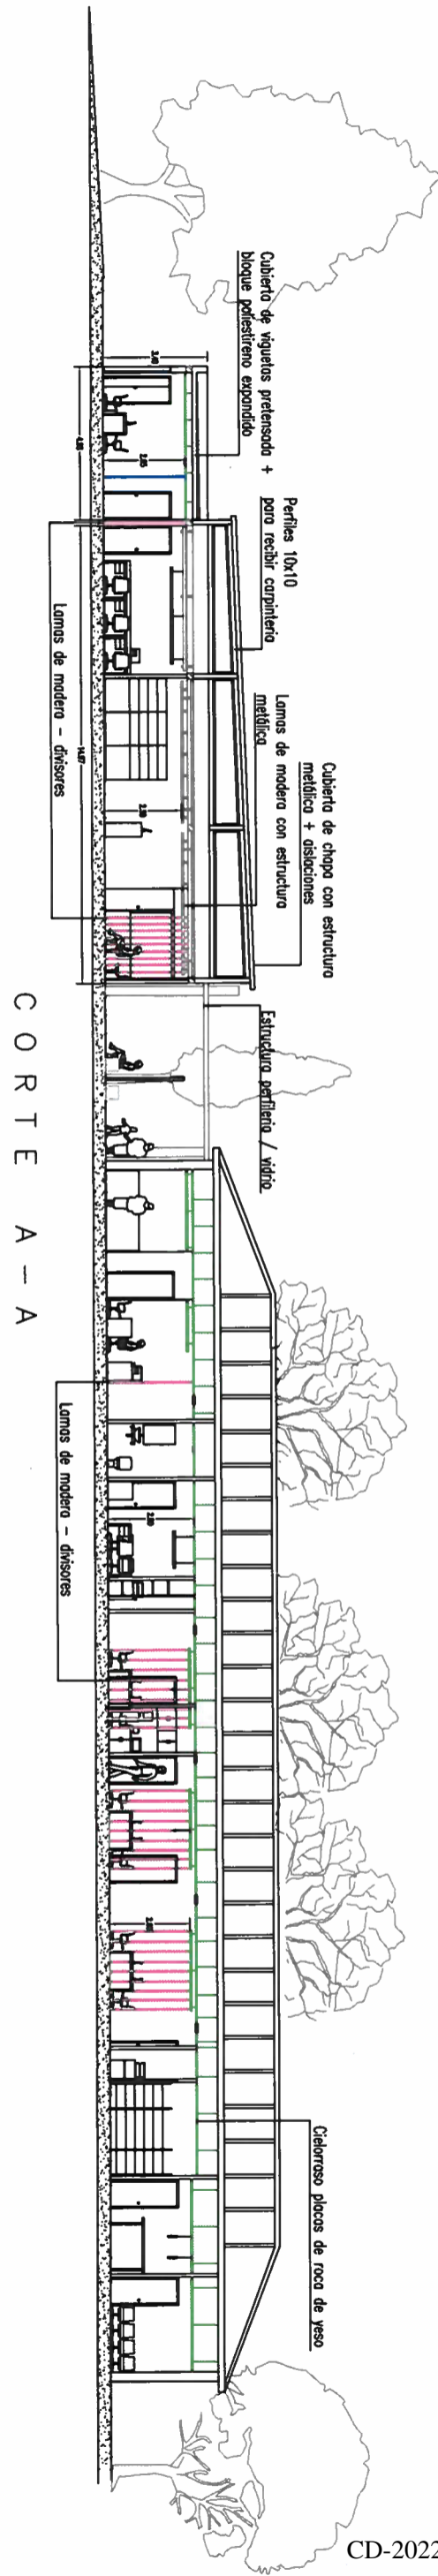 Cubierta de viguetas pretensada +
bloque poliestireno expandido
Perfiles 10x10
para recibir carpinteria
Cubierta de chapa con estructura
metálica + aislaciones
Lamas de madera con estructura
metálica
Estructura perfileria / vidrio
Cielorraso placas de roca de yeso
Lamas de madera - divisores
Lamas de madera - divisores
CORTE A-A
CD-2022